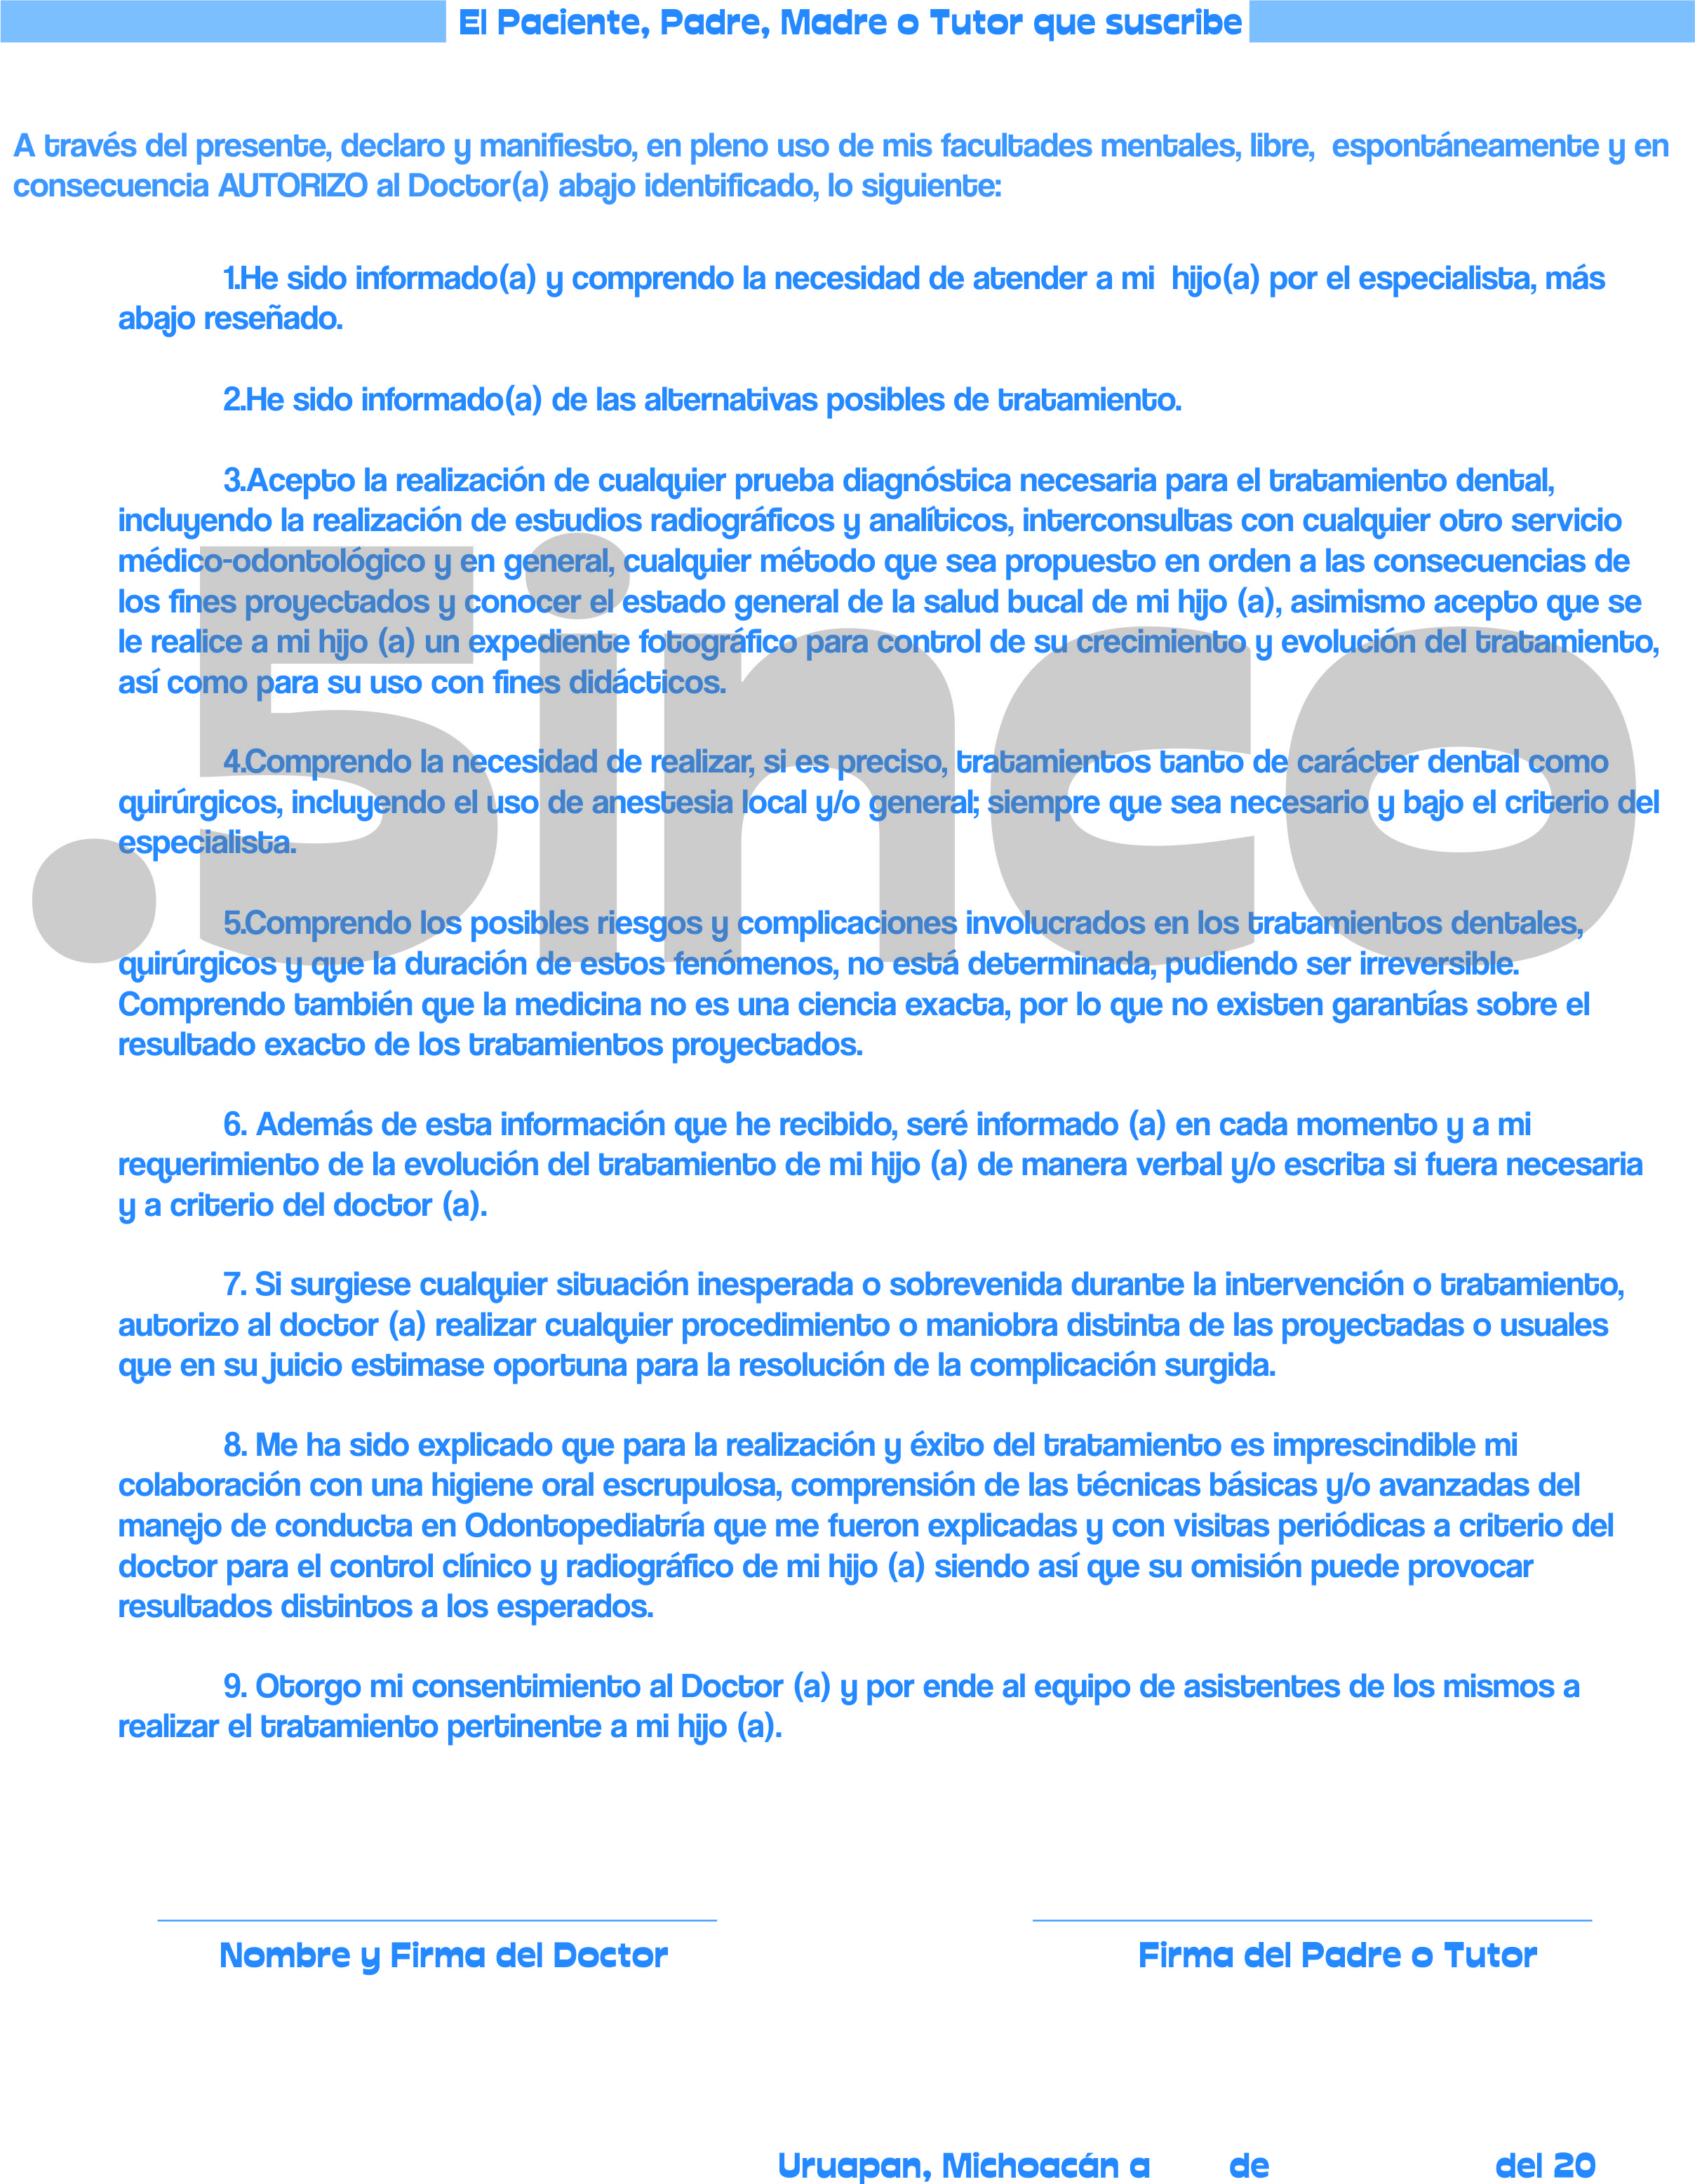 El Paciente, Padre, Madre o Tutor que suscribe
A través del presente, declaro y manifiesto, en pleno uso de mis facultades mentales, libre,  espontáneamente y en
consecuencia AUTORIZO al Doctor(a) abajo identificado, lo siguiente:
1.He sido informado(a) y comprendo la necesidad de atender a mi  hijo(a) por el especialista, más
abajo reseñado.
2.He sido informado(a) de las alternativas posibles de tratamiento.
3.Acepto la realización de cualquier prueba diagnóstica necesaria para el tratamiento dental,
incluyendo la realización de estudios radiográficos y analíticos, interconsultas con cualquier otro servicio
médico-odontológico y en general, cualquier método que sea propuesto en orden a las consecuencias de
los fines proyectados y conocer el estado general de la salud bucal de mi hijo (a), asimismo acepto que se
le realice a mi hijo (a) un expediente fotográfico para control de su crecimiento y evolución del tratamiento,
así como para su uso con fines didácticos.
4.Comprendo la necesidad de realizar, si es preciso, tratamientos tanto de carácter dental como
quirúrgicos, incluyendo el uso de anestesia local y/o general; siempre que sea necesario y bajo el criterio del
especialista.
.5inco
5.Comprendo los posibles riesgos y complicaciones involucrados en los tratamientos dentales,
quirúrgicos y que la duración de estos fenómenos, no está determinada, pudiendo ser irreversible.
Comprendo también que la medicina no es una ciencia exacta, por lo que no existen garantías sobre el
resultado exacto de los tratamientos proyectados.
6. Además de esta información que he recibido, seré informado (a) en cada momento y a mi
requerimiento de la evolución del tratamiento de mi hijo (a) de manera verbal y/o escrita si fuera necesaria
y a criterio del doctor (a).
7. Si surgiese cualquier situación inesperada o sobrevenida durante la intervención o tratamiento,
autorizo al doctor (a) realizar cualquier procedimiento o maniobra distinta de las proyectadas o usuales
que en su juicio estimase oportuna para la resolución de la complicación surgida.
8. Me ha sido explicado que para la realización y éxito del tratamiento es imprescindible mi
colaboración con una higiene oral escrupulosa, comprensión de las técnicas básicas y/o avanzadas del
manejo de conducta en Odontopediatría que me fueron explicadas y con visitas periódicas a criterio del
doctor para el control clínico y radiográfico de mi hijo (a) siendo así que su omisión puede provocar
resultados distintos a los esperados.
9. Otorgo mi consentimiento al Doctor (a) y por ende al equipo de asistentes de los mismos a
realizar el tratamiento pertinente a mi hijo (a).
Nombre y Firma del Doctor
Firma del Padre o Tutor
Uruapan, Michoacán a de del 20